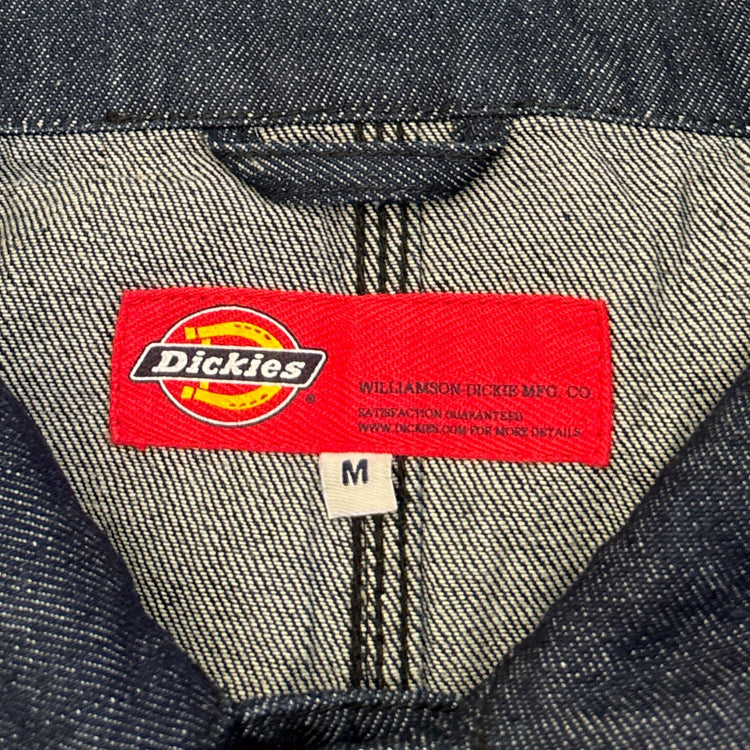 Dickies
®
WILLIAMSON-DICKIE MFG. CO
SATISFACTION GUARANTEED
WWW.DICKIES.COM FOR MORE DETAILS
M